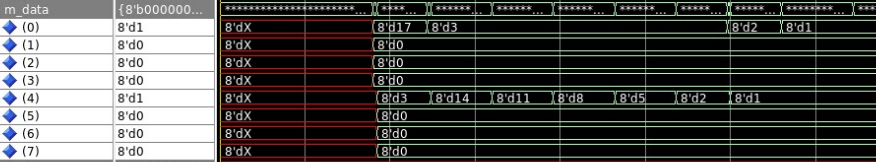 m_data {8'b000000... ********************... ****... *****... ******... *****... ******... ******... *****... *****... ******...
(0) 8'd1 8'dX 8'd17 8'd3 8'd2 8'd1
(1) 8'd0 8'dX 8'd0
(2) 8'd0 8'dX 8'd0
(3) 8'd0 8'dX 8'd0
(4) 8'd1 8'dX 8'd3 8'd14 8'd11 8'd8 8'd5 8'd2 8'd1
(5) 8'd0 8'dX 8'd0
(6) 8'd0 8'dX 8'd0
(7) 8'd0 8'dX 8'd0